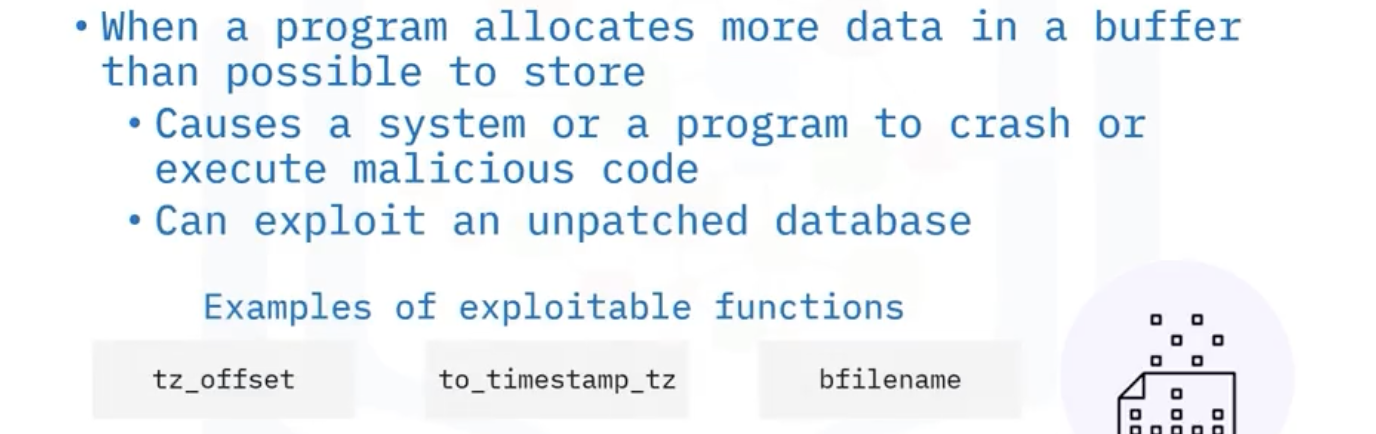 • When a program allocates more data in a buffer
than possible to store
• Causes a system or a program to crash or
execute malicious code
• Can exploit an unpatched database
Examples of exploitable functions
tz_offset
to_timestamp_tz
bfilename